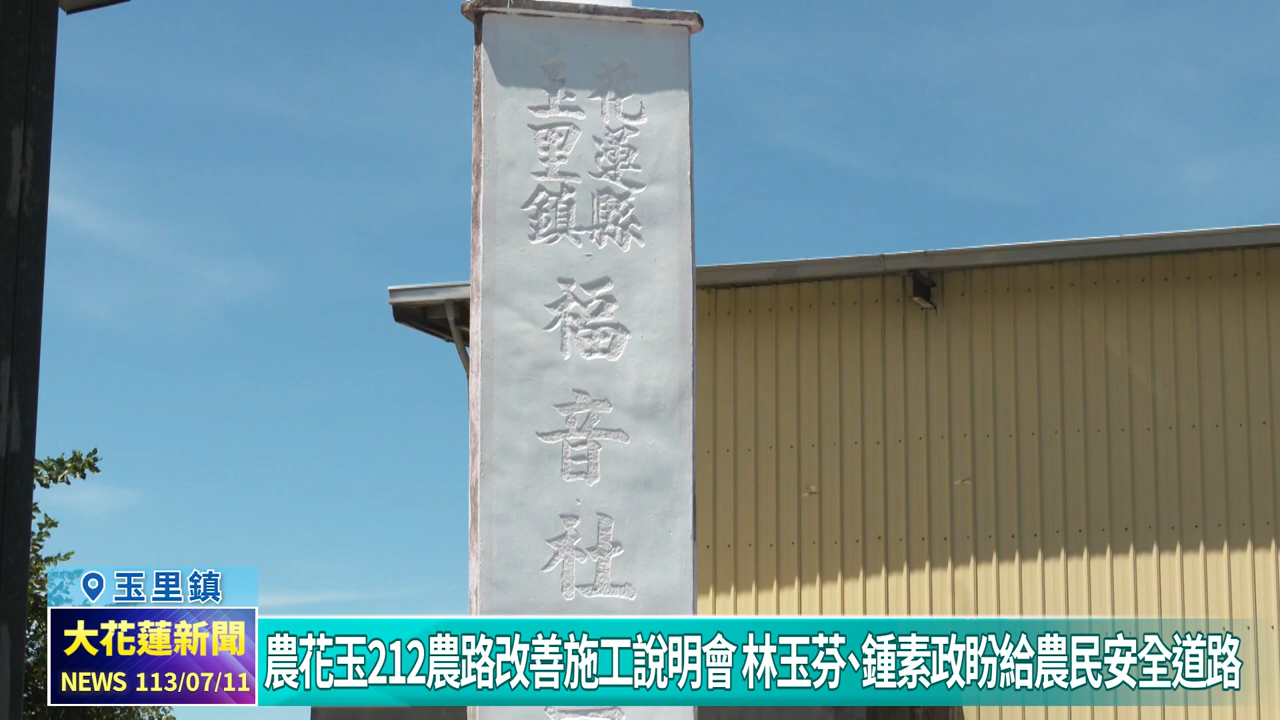 花蓮縣
玉里鎮
福音社
玉里鎮
大花蓮新聞
NEWS 113/07/11
農花玉212農路改善施工說明會 林玉芬、鍾素政盼給農民安全道路